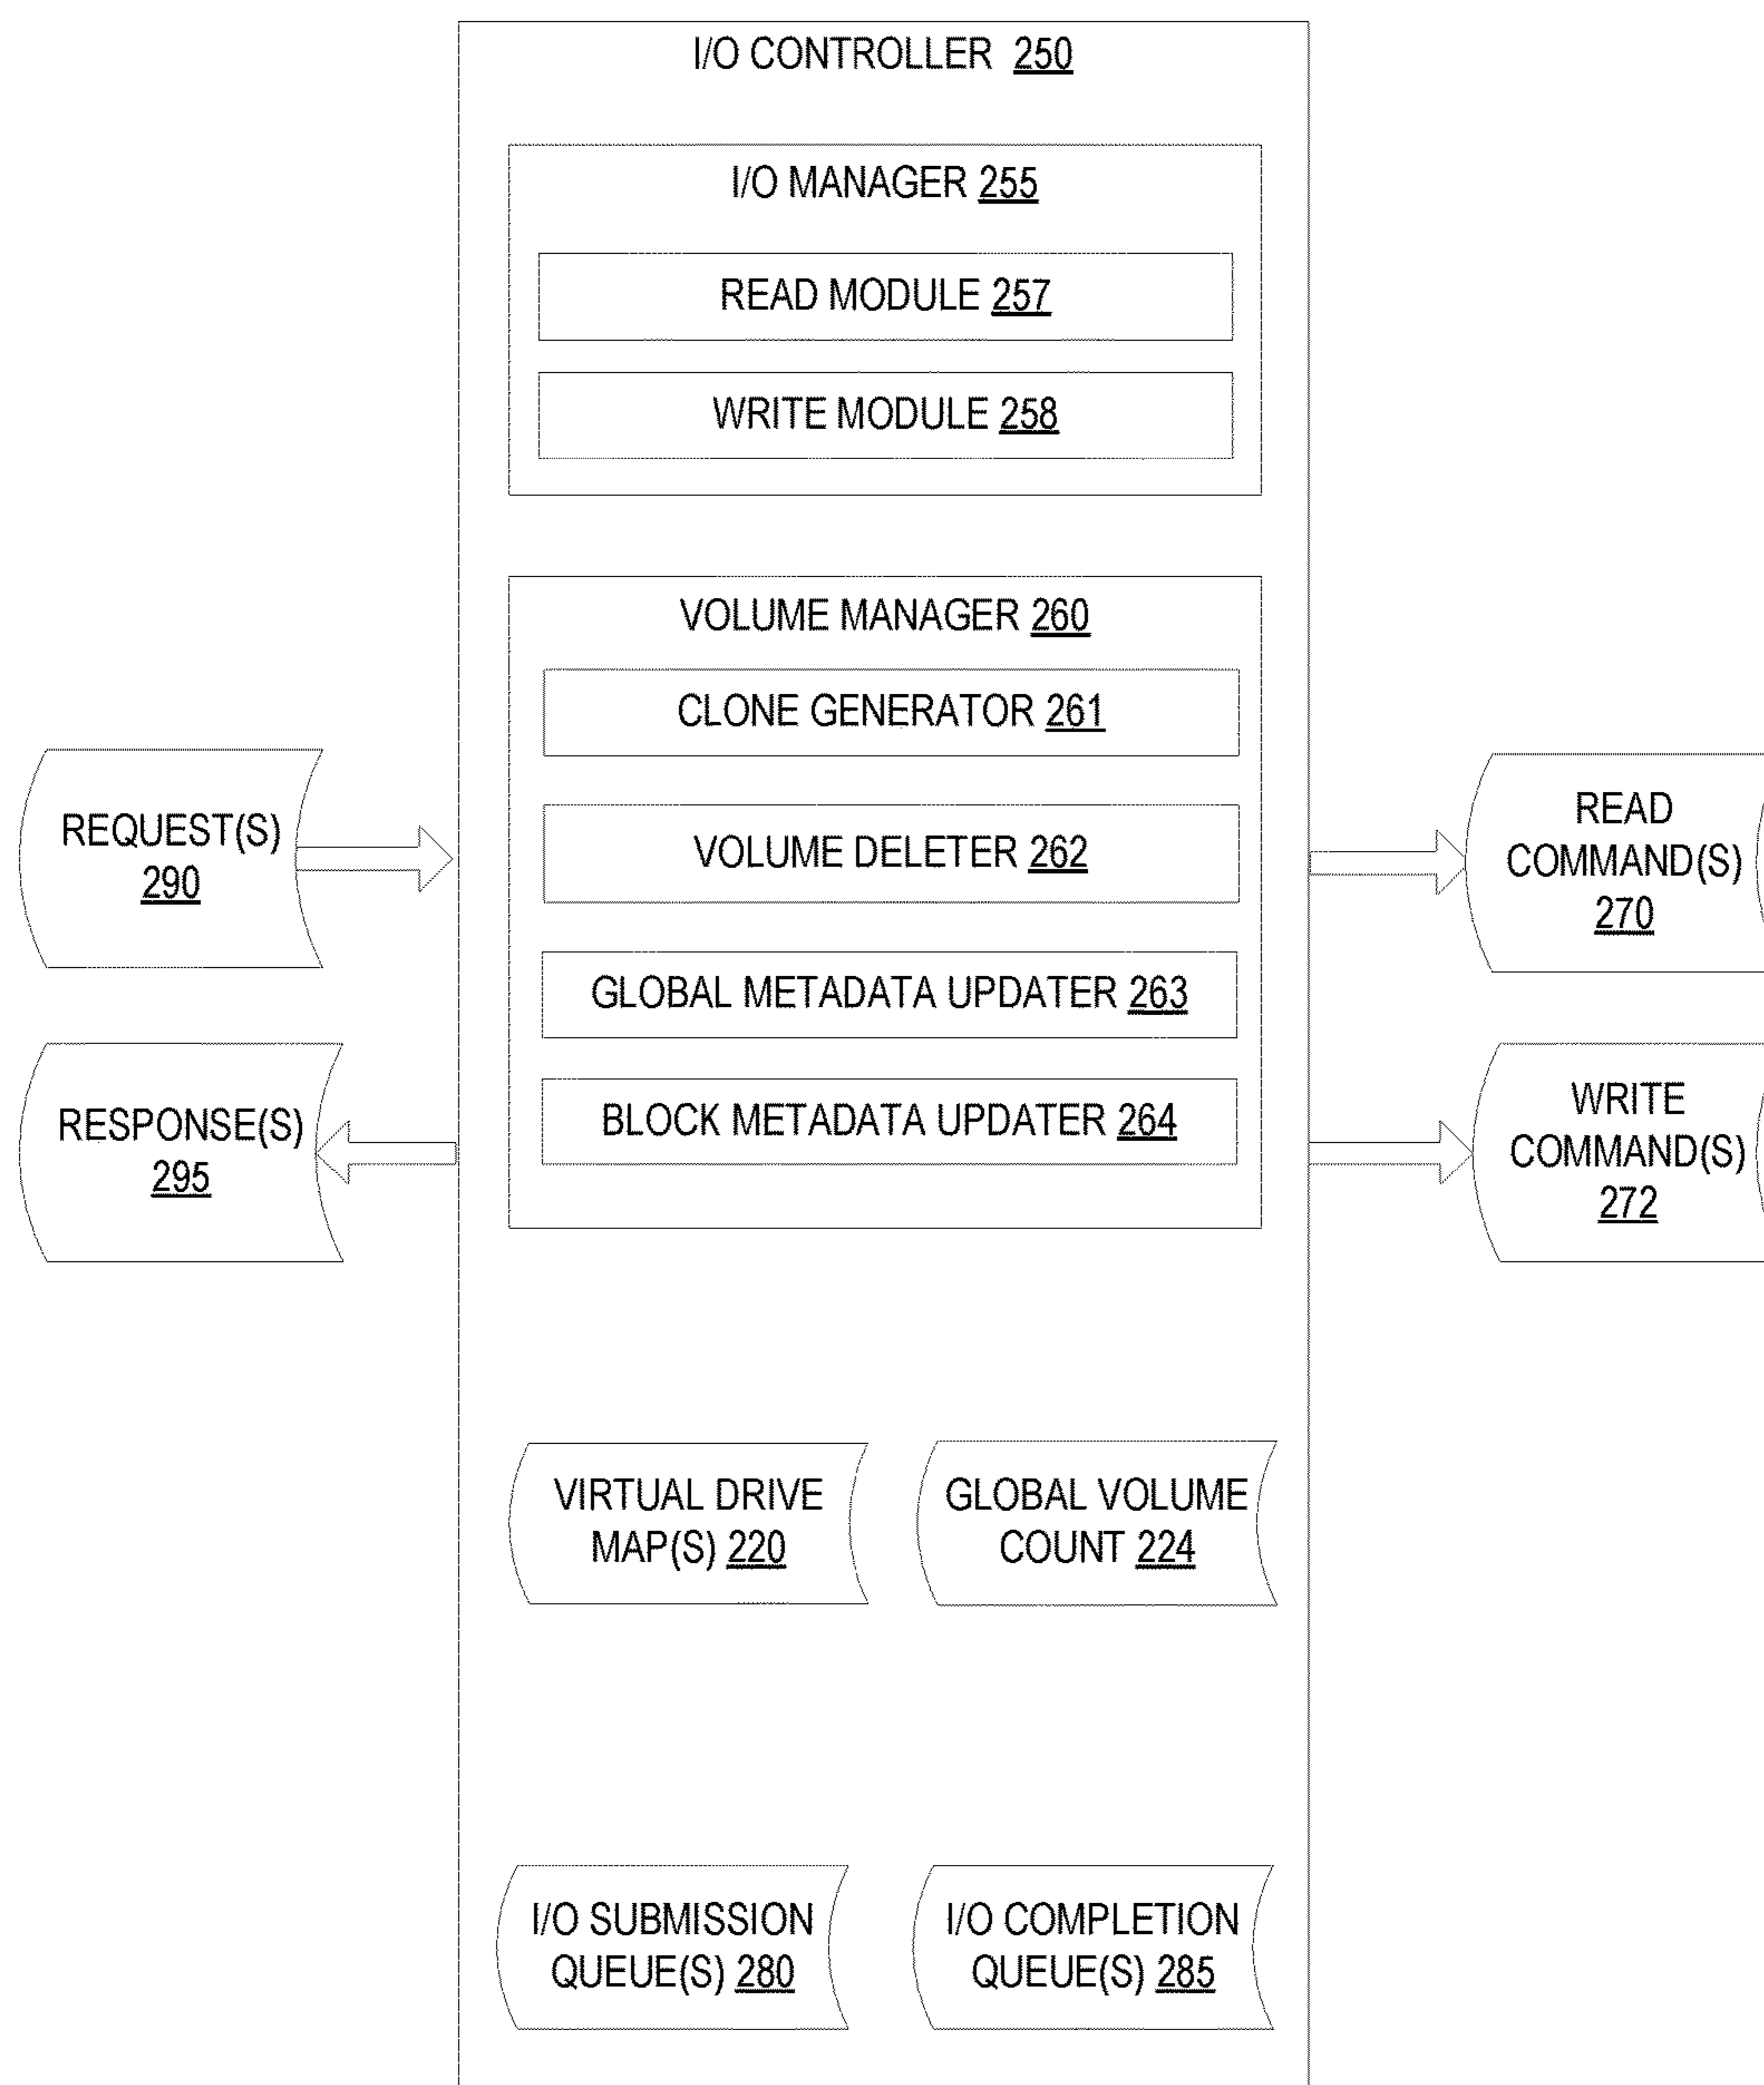 I/O CONTROLLER 250
I/O MANAGER 255
READ MODULE 257
WRITE MODULE 258
VOLUME MANAGER 260
CLONE GENERATOR 261
VOLUME DELETER 262
GLOBAL METADATA UPDATER 263
BLOCK METADATA UPDATER 264
REQUEST(S)
290
RESPONSE(S)
295
READ
COMMAND(S)
270
WRITE
COMMAND(S)
272
VIRTUAL DRIVE
MAP(S) 220
GLOBAL VOLUME
COUNT 224
I/O SUBMISSION
QUEUE(S) 280
I/O COMPLETION
QUEUE(S) 285